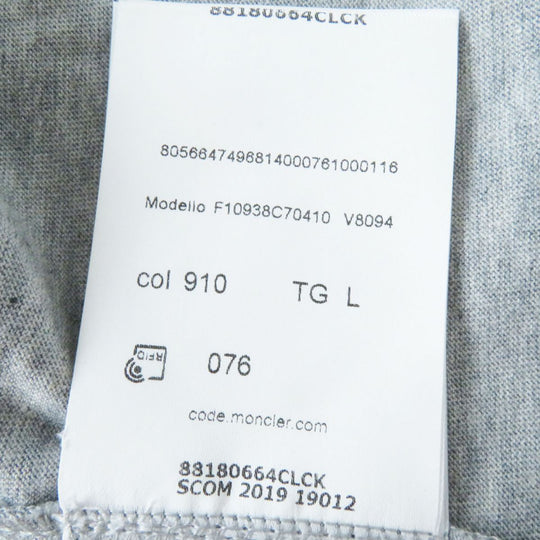 88180664CLCK
8056647496814000761000116
Modello F10938C70410 V8094
col 910 TG L
RFID 076
code.moncler.com
88180664CLCK
SCOM 2019 19012